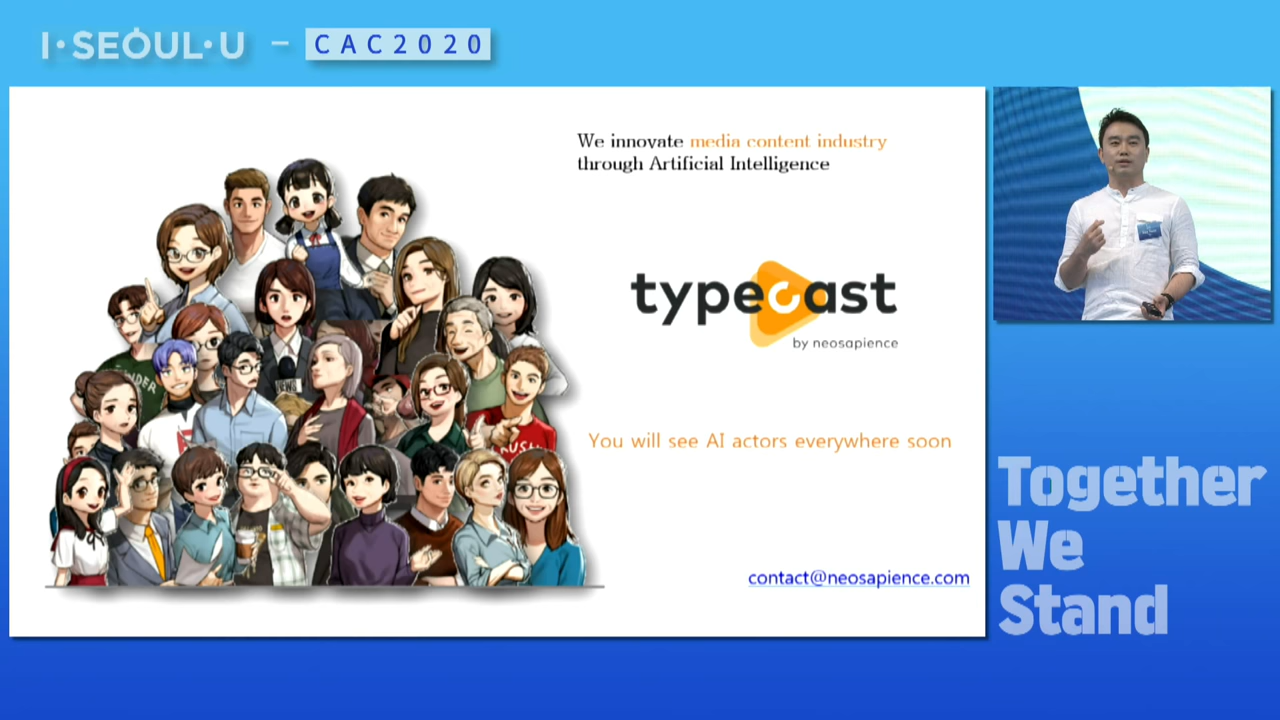 I·SEOUL·U – CAC2020
We innovate media content industry
through Artificial Intelligence
typecast
by neosapience
You will see AI actors everywhere soon
contact@neosapience.com
NEWS
Together
We
Stand